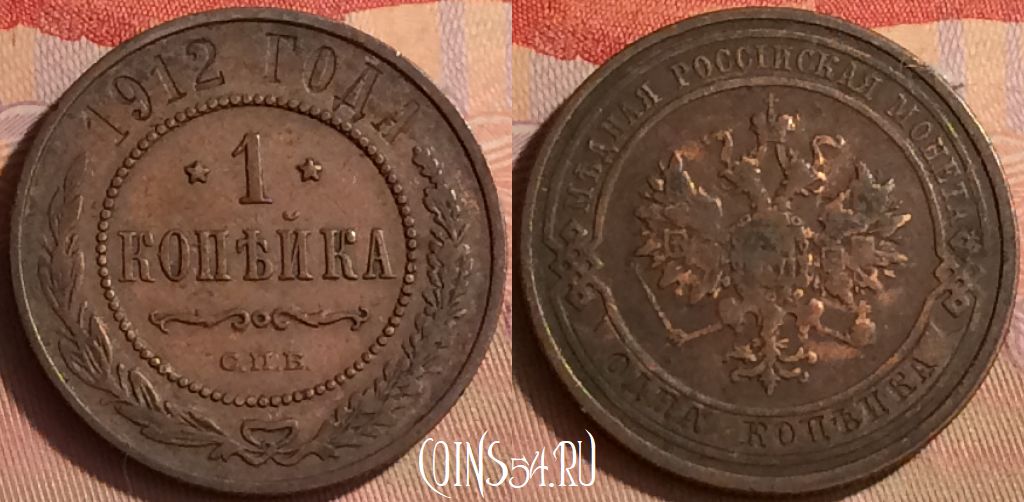 1912 ГОДА
1
КОПѢЙКА
С.П.Б.
МѢДНАЯ РОССІЙСКАЯ МОНЕТА
ОДНА КОПѢЙКА
COINS54.RU